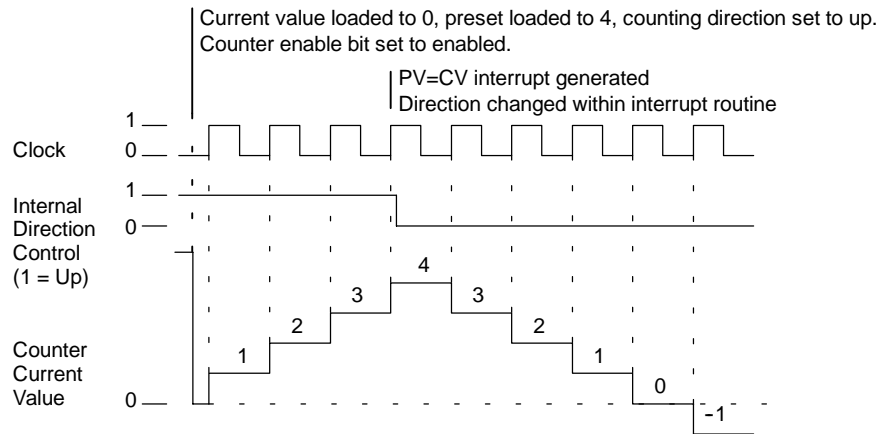 Current value loaded to 0, preset loaded to 4, counting direction set to up.
Counter enable bit set to enabled.
PV=CV interrupt generated
Direction changed within interrupt routine
1
Clock
0
1
Internal
Direction
0
Control
(1 = Up)
4
3
3
2
2
1
1
Counter
Current
Value
0
0
-1